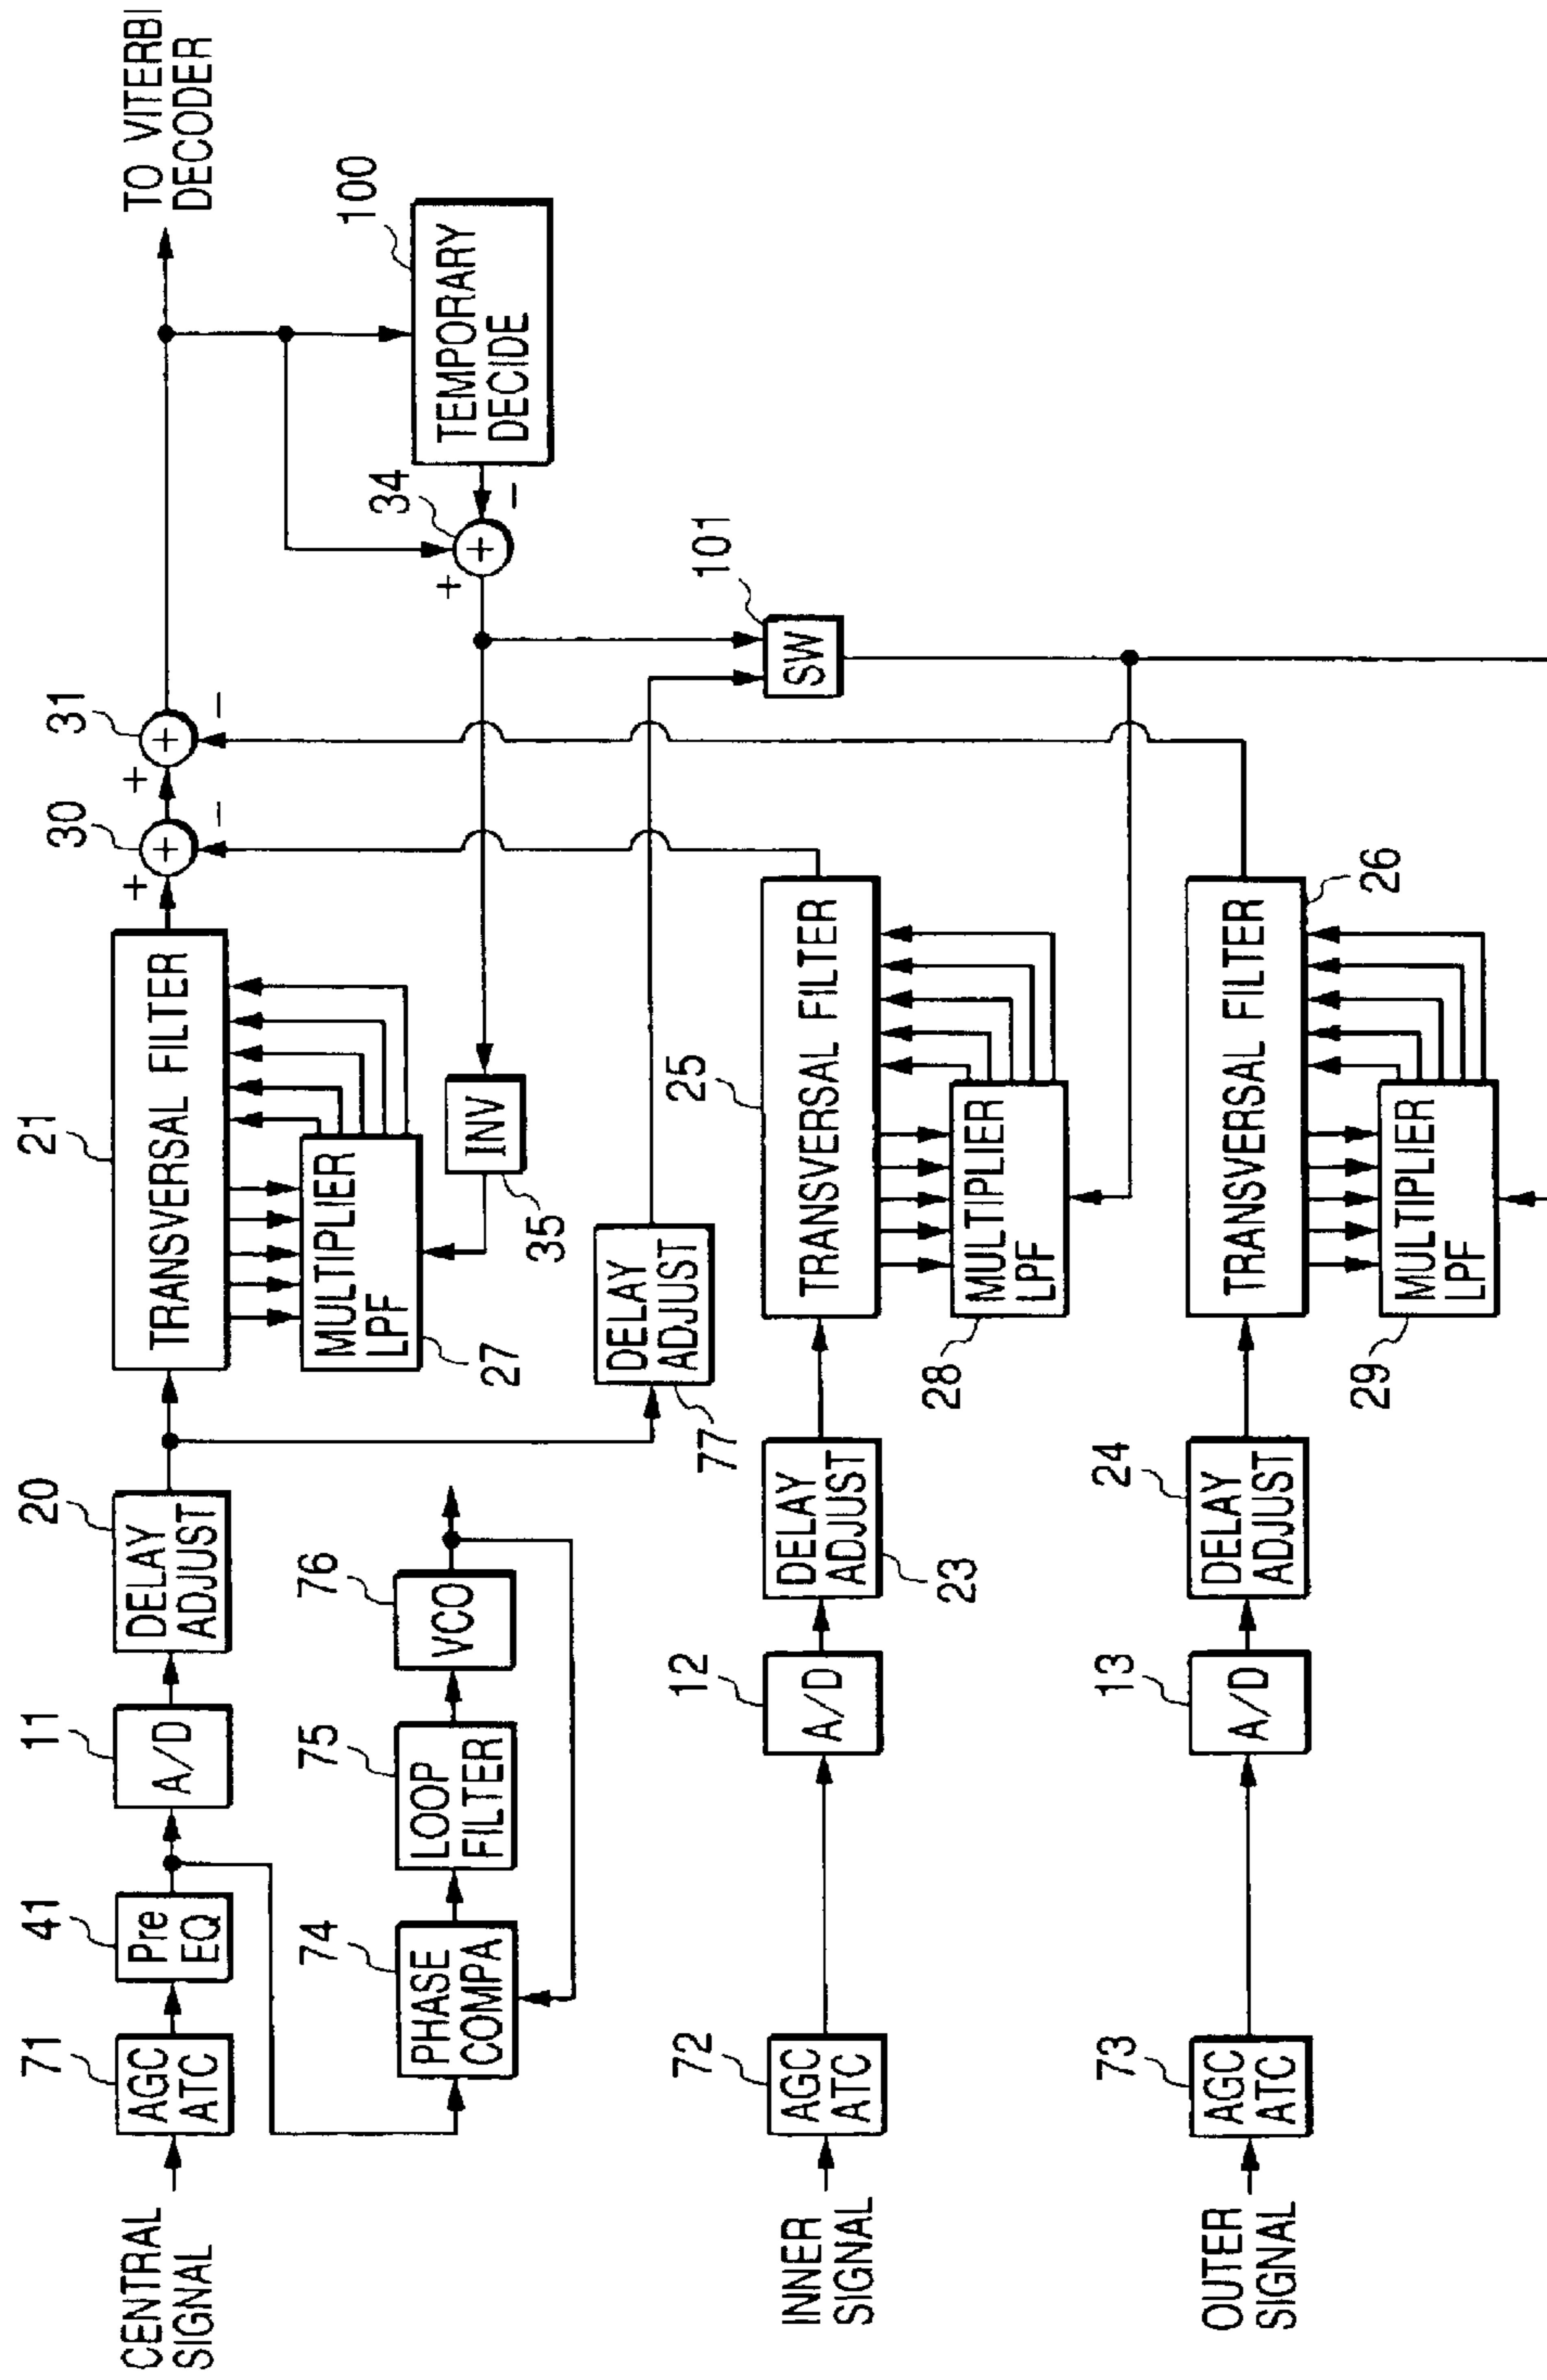 CENTRAL
SIGNAL
71
AGC
ATC
41
Pre
EQ
11
A/D
20
DELAY
ADJUST
21
TRANSVERSAL FILTER
30
+
+
−
31
+
+
−
TO VITERBI
DECODER
MULTIPLIER
LPF
27
INV
35
34
+
+
−
TEMPORARY
DECIDE
100
74
PHASE
COMPA
75
LOOP
FILTER
76
VCO
77
DELAY
ADJUST
101
SW
INNER
SIGNAL
72
AGC
ATC
12
A/D
DELAY
ADJUST
23
25
TRANSVERSAL FILTER
MULTIPLIER
LPF
28
OUTER
SIGNAL
73
AGC
ATC
13
A/D
24
DELAY
ADJUST
TRANSVERSAL FILTER
26
MULTIPLIER
LPF
29